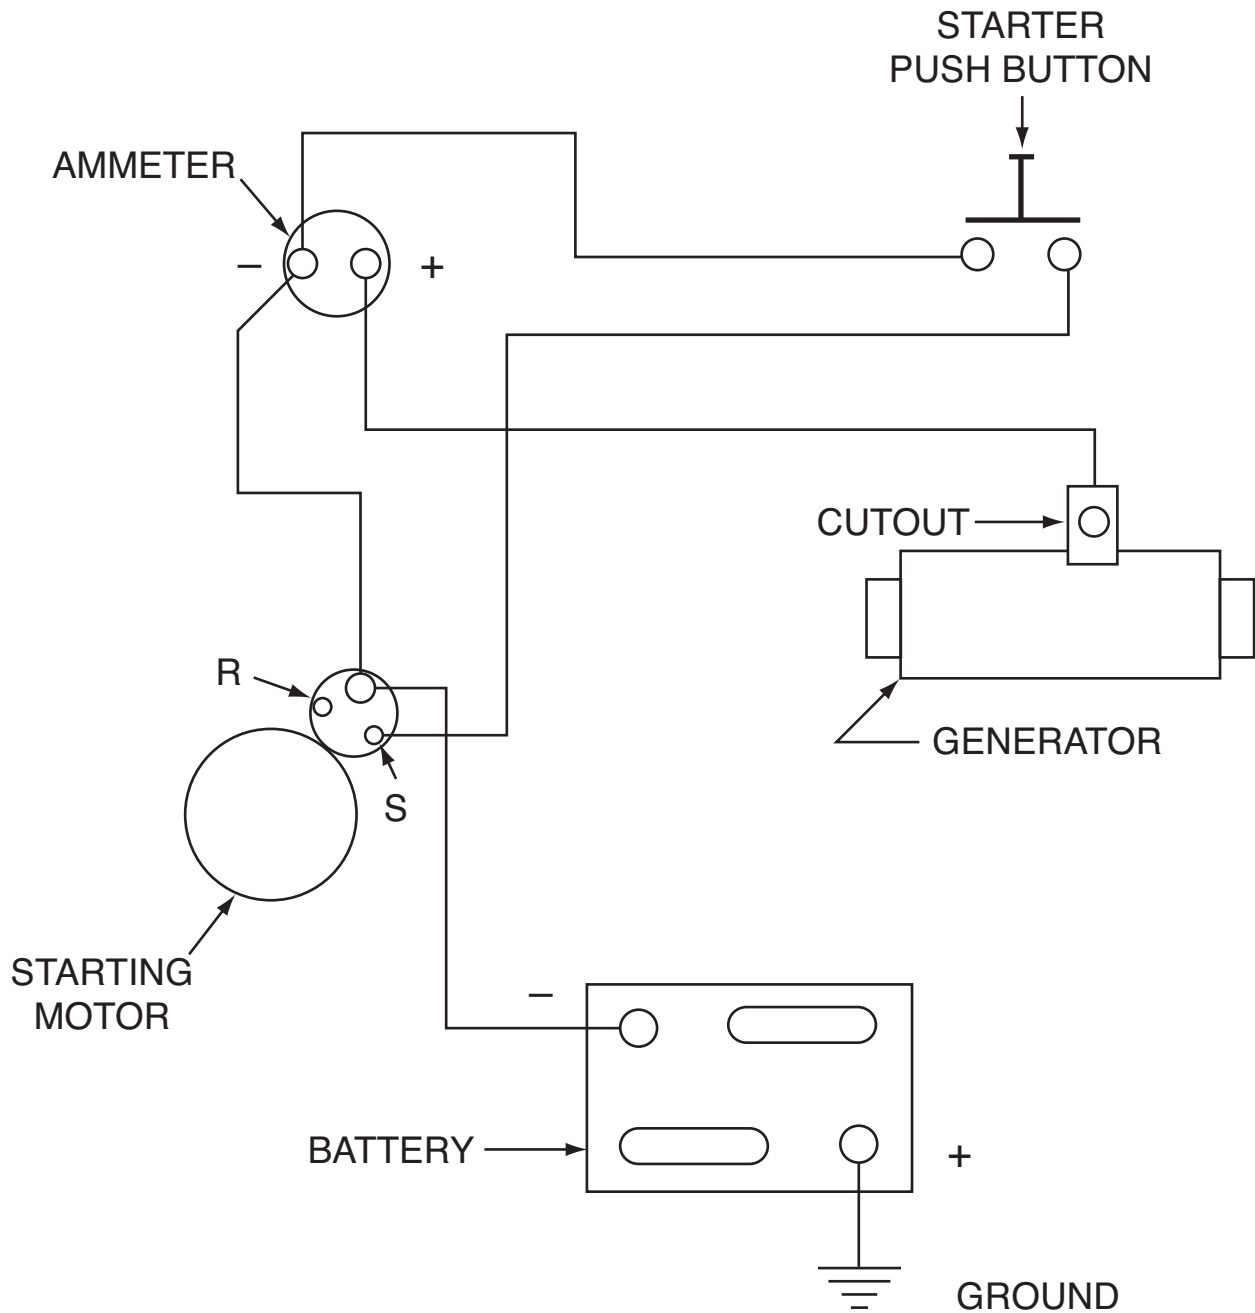 STARTER
PUSH BUTTON
AMMETER
– +
CUTOUT
R
GENERATOR
S
STARTING
MOTOR
–
BATTERY
+
GROUND